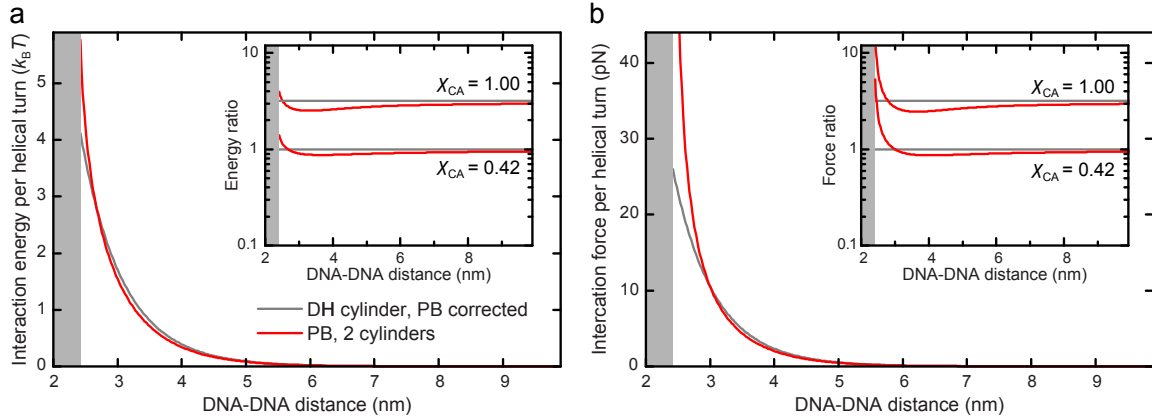 a
Interaction energy per helical turn (kBT)
5
4
3
2
1
0
2
3
4
5
6
7
8
9
DNA-DNA distance (nm)
DH cylinder, PB corrected
PB, 2 cylinders
Energy ratio
10
1
0.1
2
4
6
8
DNA-DNA distance (nm)
χCA = 1.00
χCA = 0.42
b
Intercation force per helical turn (pN)
40
30
20
10
0
2
3
4
5
6
7
8
9
DNA-DNA distance (nm)
Force ratio
10
1
0.1
2
4
6
8
DNA-DNA distance (nm)
χCA = 1.00
χCA = 0.42